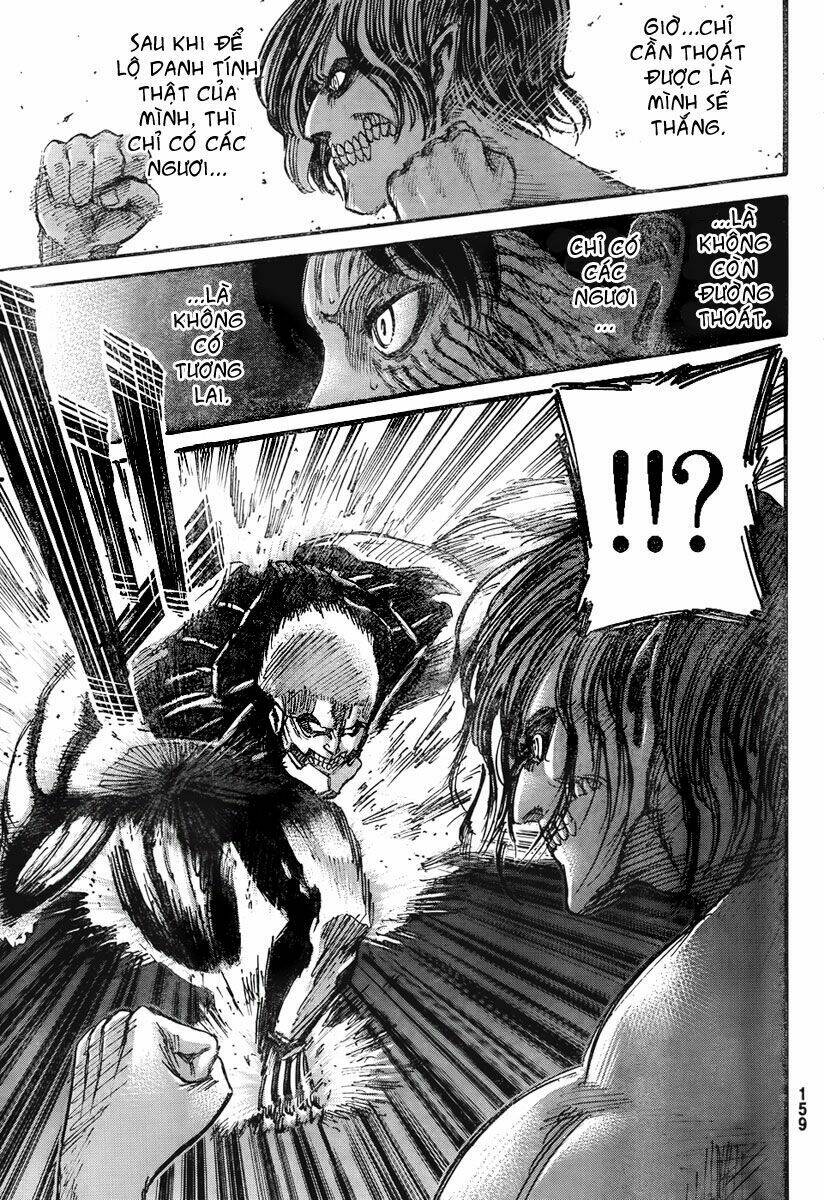 GIỜ...CHỈ
CẦN THOÁT
ĐƯỢC LÀ
MÌNH SẼ
THẮNG.
SAU KHI ĐỂ
LỘ DANH TÍNH
THẬT CỦA
MÌNH, THÌ
CHỈ CÓ CÁC
NGƯƠI...
...LÀ
KHÔNG
CÒN
ĐƯỜNG
THOÁT.
CHỈ CÓ
CÁC
NGƯƠI
...
...LÀ
KHÔNG
CÓ
TƯƠNG
LAI.
!!?
159